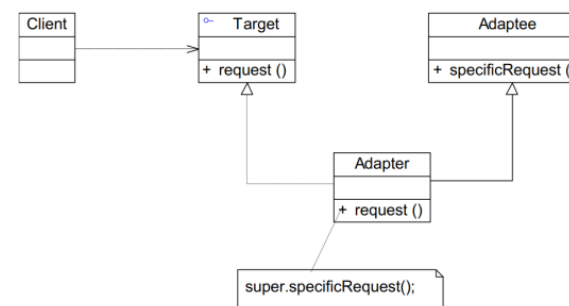 Client
Target
+ request ()
Adaptee
+ specificRequest (
Adapter
+ request ()
super.specificRequest();